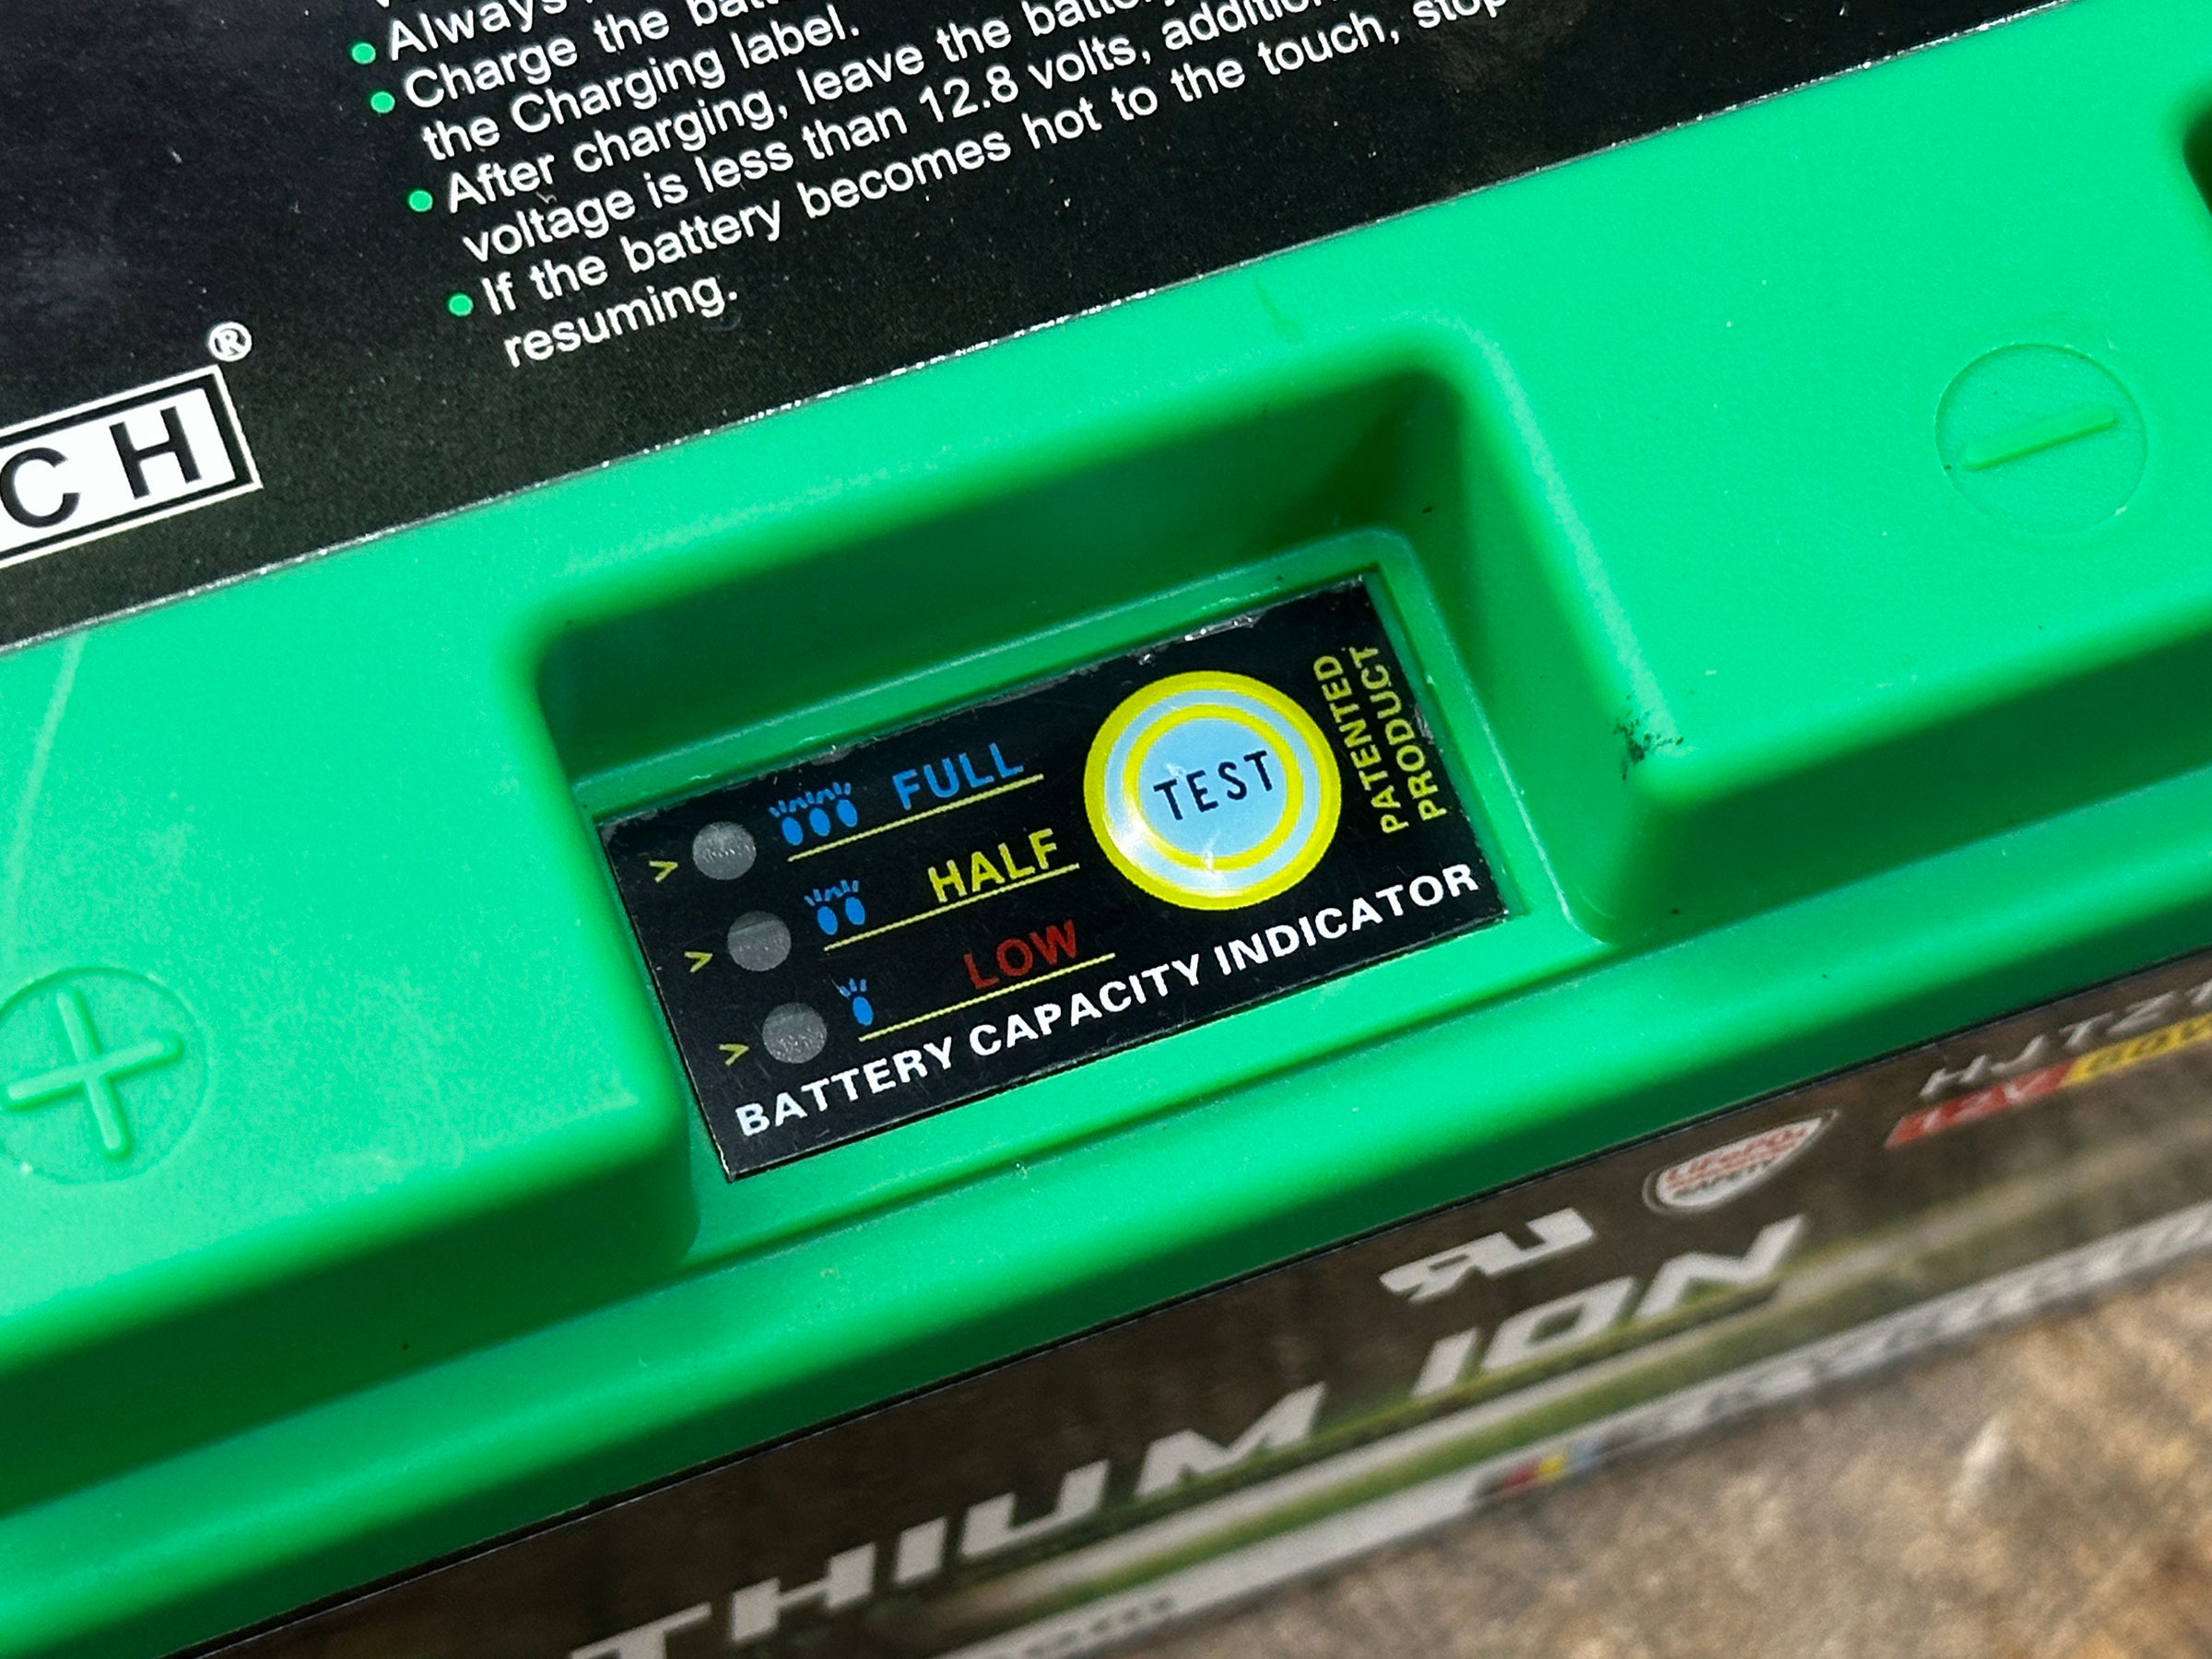 Always
Charge the
the Charging label.
After charging, leave the
voltage is less than 12.8 volts,
If the battery becomes hot to the touch, stop
resuming.
CH®
FULL
HALF
LOW
TEST
PATENTED
PRODUCT
BATTERY CAPACITY INDICATOR
HJTZ
12V
THIUM ION